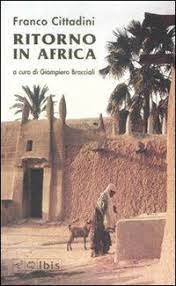 Franco Cittadini
RITORNO
IN AFRICA
a cura di Giampiero Bracciali
Ibis